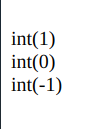 int(1)
int(0)
int(-1)